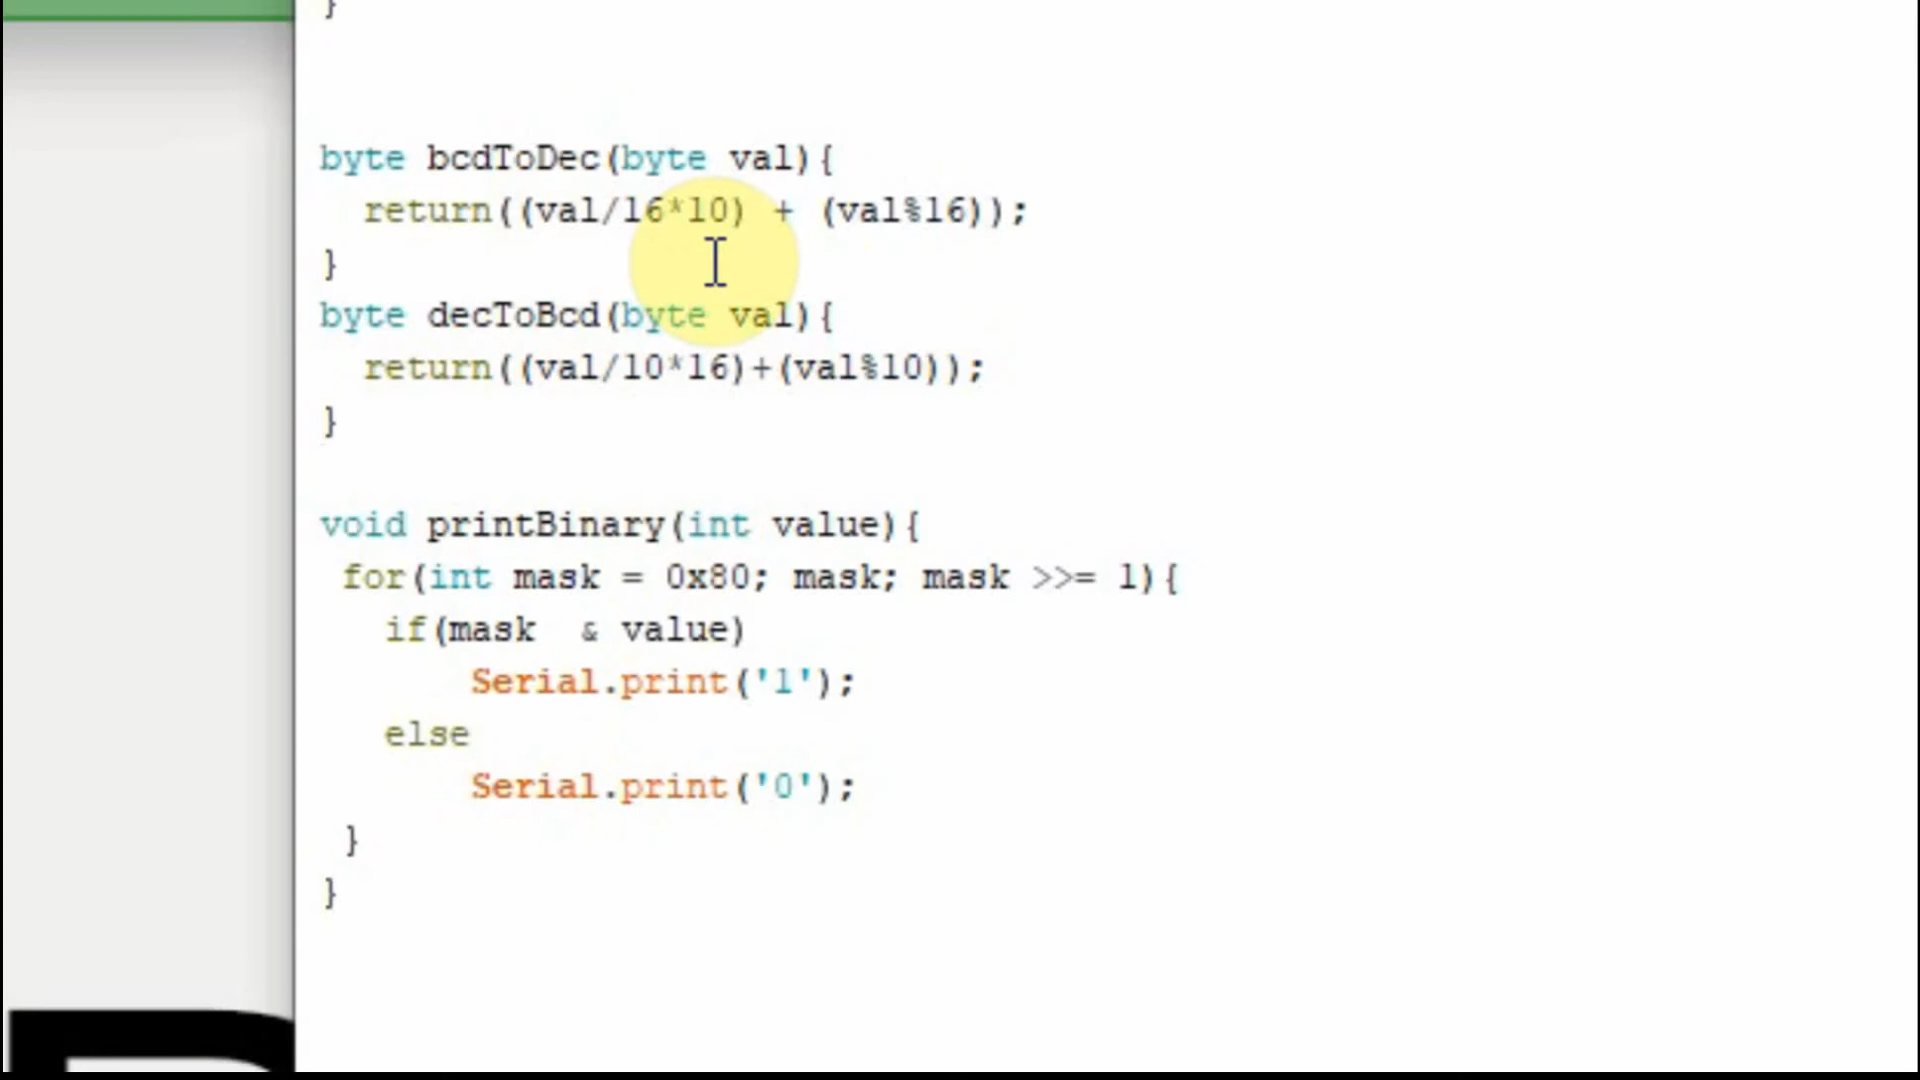 }
byte bcdToDec(byte val){
return((val/16*10) + (val%16));
}
byte decToBcd(byte val){
return((val/10*16)+(val%10));
}
void printBinary(int value){
for(int mask = 0x80; mask; mask >>= 1){
if(mask  & value)
Serial.print('1');
else
Serial.print('0');
}
}